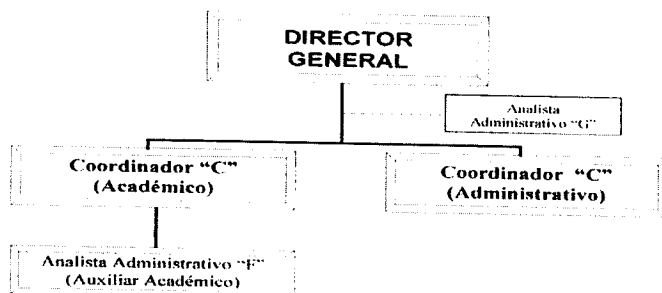 DIRECTOR
GENERAL
Analista
Administrativo "G"
Coordinador "C"
(Académico)
Coordinador "C"
(Administrativo)
Analista Administrativo "F"
(Auxiliar Académico)